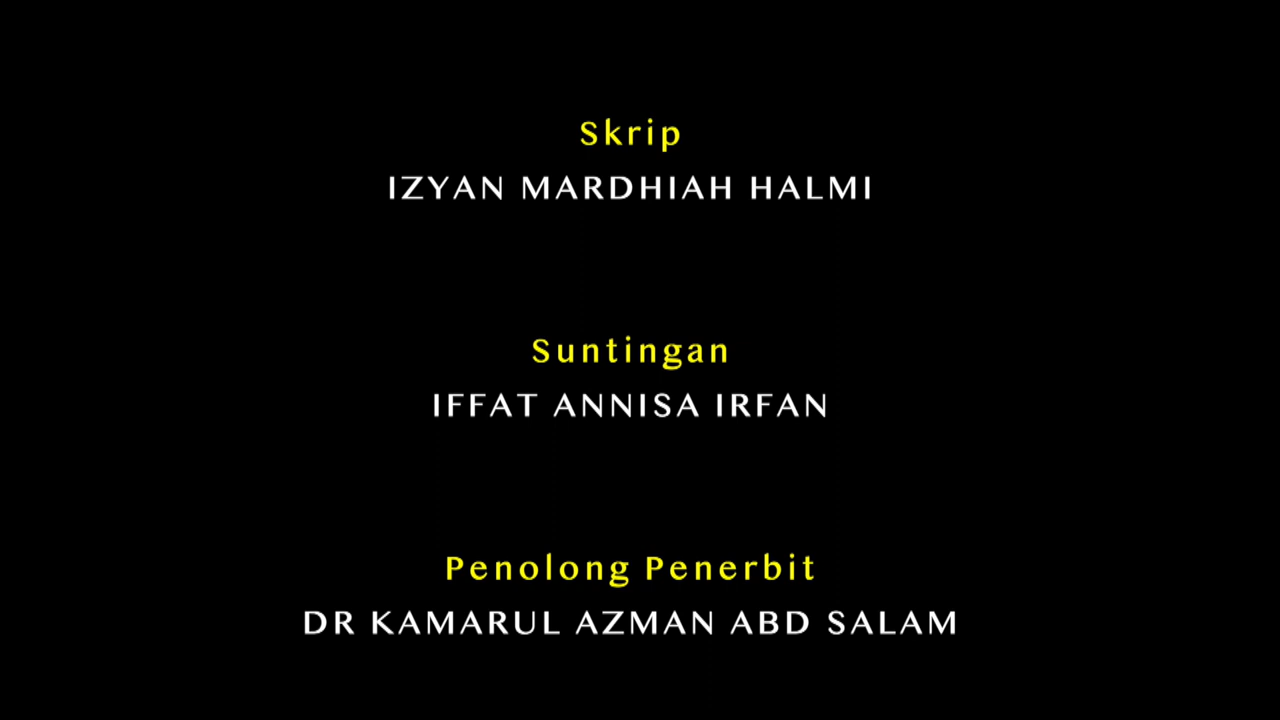 Skrip
IZYAN MARDHIAH HALMI
Suntingan
IFFAT ANNISA IRFAN
Penolong Penerbit
DR KAMARUL AZMAN ABD SALAM